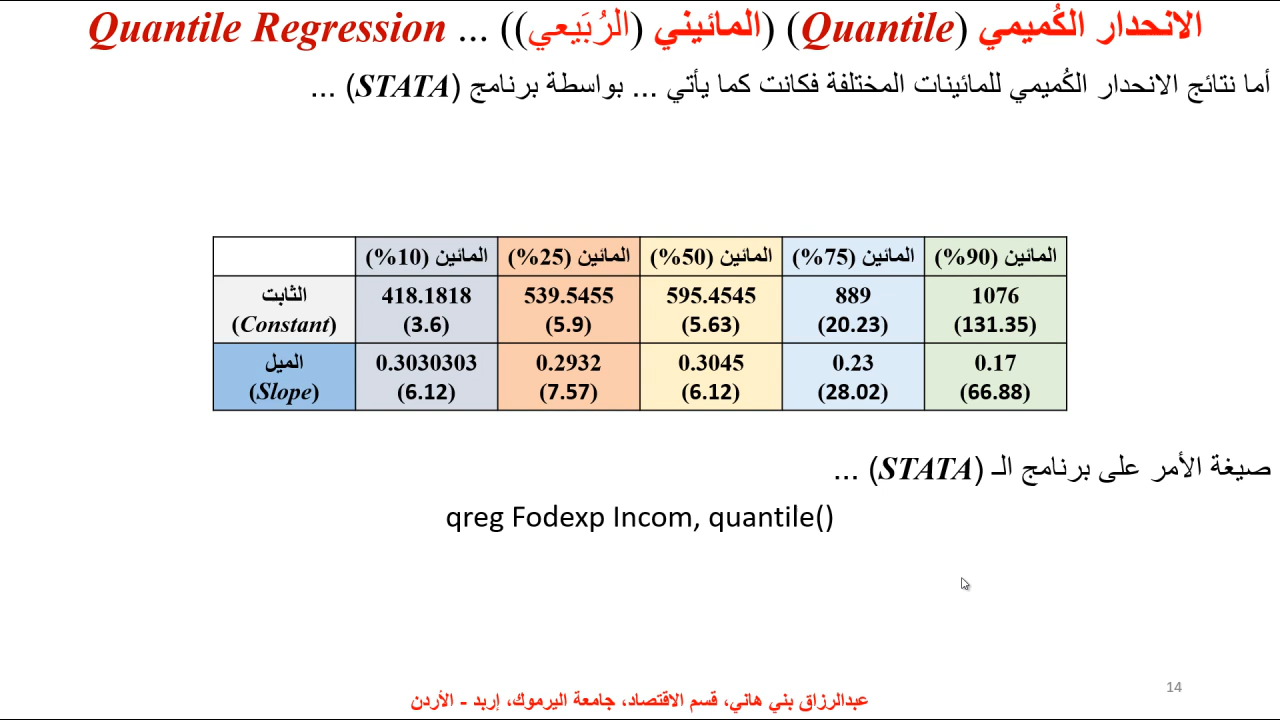 الانحدار الكُميمي (Quantile) (المائيني (الرُبَيعي)) ... Quantile Regression
أما نتائج الانحدار الكُميمي للمائينات المختلفة فكانت كما يأتي ... بواسطة برنامج (STATA) ...
المائين (10%) المائين (25%) المائين (50%) المائين (75%) المائين (90%)
الثابت 418.1818 539.5455 595.4545 889 1076
(Constant) (3.6) (5.9) (5.63) (20.23) (131.35)
الميل 0.3030303 0.2932 0.3045 0.23 0.17
(Slope) (6.12) (7.57) (6.12) (28.02) (66.88)
صيغة الأمر على برنامج الـ (STATA) ...
qreg Fodexp Incom, quantile()
14
عبدالرزاق بني هاني، قسم الاقتصاد، جامعة اليرموك، إربد - الأردن